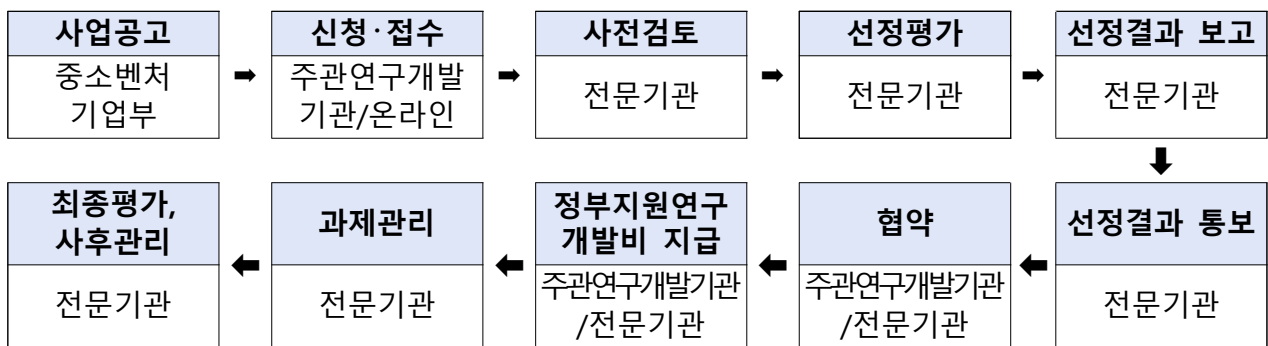 사업공고
중소벤처
기업부
➡
신청·접수
주관연구개발
기관/온라인
➡
사전검토
전문기관
➡
선정평가
전문기관
➡
선정결과 보고
전문기관
⬇
선정결과 통보
전문기관
⬅
협약
주관연구개발기관
/전문기관
⬅
정부지원연구
개발비 지급
주관연구개발기관
/전문기관
⬅
과제관리
전문기관
⬅
최종평가,
사후관리
전문기관